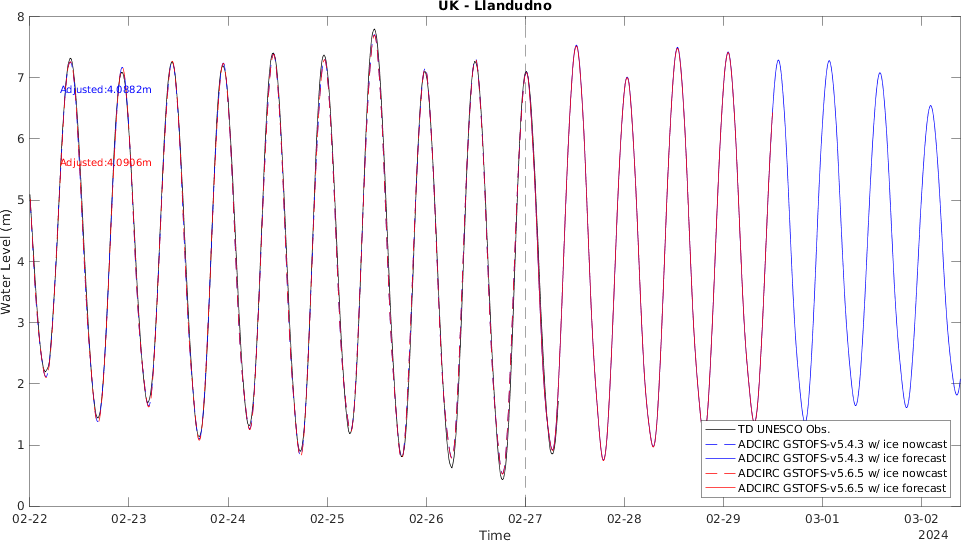 UK - Llandudno
8
7
6
5
4
3
2
1
0
Water Level (m)
Adjusted:4.0882m
Adjusted:4.0906m
TD UNESCO Obs.
ADCIRC GSTOFS-v5.4.3 w/ ice nowcast
ADCIRC GSTOFS-v5.4.3 w/ ice forecast
ADCIRC GSTOFS-v5.6.5 w/ ice nowcast
ADCIRC GSTOFS-v5.6.5 w/ ice forecast
02-22 02-23 02-24 02-25 02-26 02-27 02-28 02-29 03-01 03-02
Time
2024